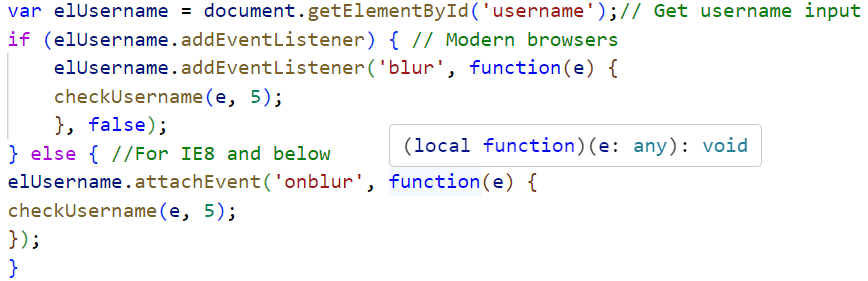 var elUsername = document.getElementById('username');// Get username input
if (elUsername.addEventListener) { // Modern browsers
    elUsername.addEventListener('blur', function(e) {
    checkUsername(e, 5);
    }, false);
} else { //For IE8 and below
(local function)(e: any): void
elUsername.attachEvent('onblur', function(e) {
checkUsername(e, 5);
});
}